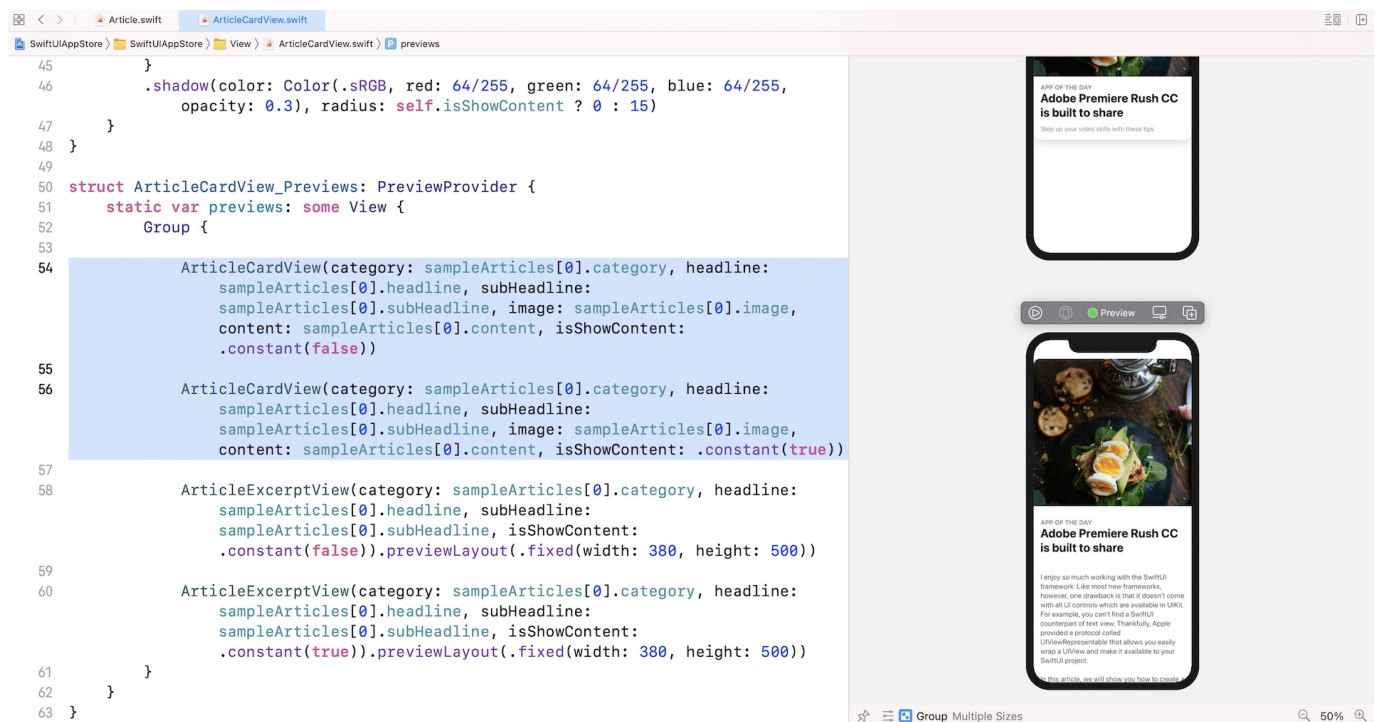 Article.swift
ArticleCardView.swift
SwiftUIAppStore
SwiftUIAppStore
View
ArticleCardView.swift
P previews
45 }
46 .shadow(color: Color(.sRGB, red: 64/255, green: 64/255, blue: 64/255,
opacity: 0.3), radius: self.isShowContent ? 0 : 15)
47 }
48 }
49
50 struct ArticleCardView_Previews: PreviewProvider {
51 static var previews: some View {
52 Group {
53
54 ArticleCardView(category: sampleArticles[0].category, headline:
sampleArticles[0].headline, subHeadline:
sampleArticles[0].subHeadline, image: sampleArticles[0].image,
content: sampleArticles[0].content, isShowContent:
.constant(false))
55
56 ArticleCardView(category: sampleArticles[0].category, headline:
sampleArticles[0].headline, subHeadline:
sampleArticles[0].subHeadline, image: sampleArticles[0].image,
content: sampleArticles[0].content, isShowContent: .constant(true))
57
58 ArticleExcerptView(category: sampleArticles[0].category, headline:
sampleArticles[0].headline, subHeadline:
sampleArticles[0].subHeadline, isShowContent:
.constant(false)).previewLayout(.fixed(width: 380, height: 500))
59
60 ArticleExcerptView(category: sampleArticles[0].category, headline:
sampleArticles[0].headline, subHeadline:
sampleArticles[0].subHeadline, isShowContent:
.constant(true)).previewLayout(.fixed(width: 380, height: 500))
61 }
62 }
63 }
APP OF THE DAY
Adobe Premiere Rush CC
is built to share
Step up your video skills with these tips
Preview
APP OF THE DAY
Adobe Premiere Rush CC
is built to share
I enjoy so much working with the SwiftUI
framework. Like most new frameworks,
however, one drawback is that it doesn't come
with all UI controls which are available in UIKit.
For example, you can't find a SwiftUI
counterpart of text view. Thankfully, Apple
provided a protocol called
UIViewRepresentable that allows you easily
wrap a UIView and make it available to your
SwiftUI project.
In this article, we will show you how to create a
Group Multiple Sizes
50%